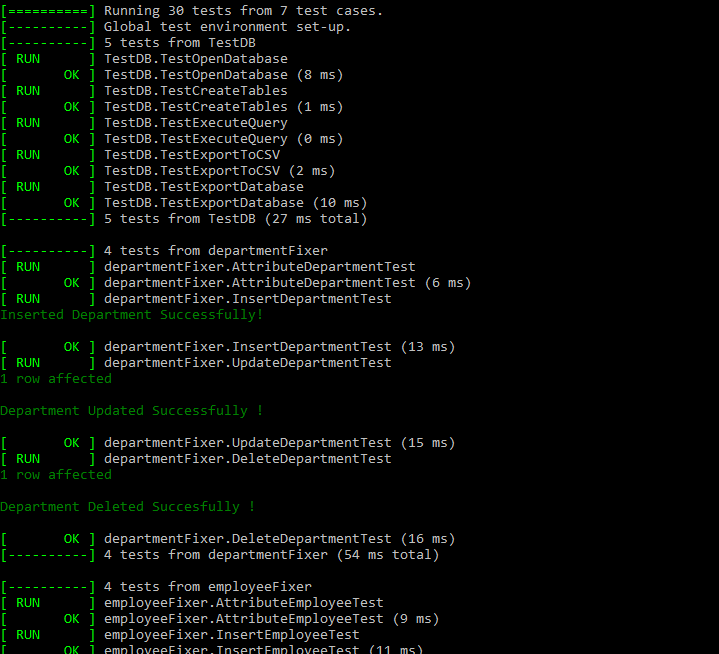 [==========] Running 30 tests from 7 test cases.
[----------] Global test environment set-up.
[----------] 5 tests from TestDB
[ RUN      ] TestDB.TestOpenDatabase
[       OK ] TestDB.TestOpenDatabase (8 ms)
[ RUN      ] TestDB.TestCreateTables
[       OK ] TestDB.TestCreateTables (1 ms)
[ RUN      ] TestDB.TestExecuteQuery
[       OK ] TestDB.TestExecuteQuery (0 ms)
[ RUN      ] TestDB.TestExportToCSV
[       OK ] TestDB.TestExportToCSV (2 ms)
[ RUN      ] TestDB.TestExportDatabase
[       OK ] TestDB.TestExportDatabase (10 ms)
[----------] 5 tests from TestDB (27 ms total)
[----------] 4 tests from departmentFixer
[ RUN      ] departmentFixer.AttributeDepartmentTest
[       OK ] departmentFixer.AttributeDepartmentTest (6 ms)
[ RUN      ] departmentFixer.InsertDepartmentTest
Inserted Department Successfully!
[       OK ] departmentFixer.InsertDepartmentTest (13 ms)
[ RUN      ] departmentFixer.UpdateDepartmentTest
1 row affected
Department Updated Successfully !
[       OK ] departmentFixer.UpdateDepartmentTest (15 ms)
[ RUN      ] departmentFixer.DeleteDepartmentTest
1 row affected
Department Deleted Succesfully !
[       OK ] departmentFixer.DeleteDepartmentTest (16 ms)
[----------] 4 tests from departmentFixer (54 ms total)
[----------] 4 tests from employeeFixer
[ RUN      ] employeeFixer.AttributeEmployeeTest
[       OK ] employeeFixer.AttributeEmployeeTest (9 ms)
[ RUN      ] employeeFixer.InsertEmployeeTest
[       OK ] employeeFixer.InsertEmployeeTest (11 ms)